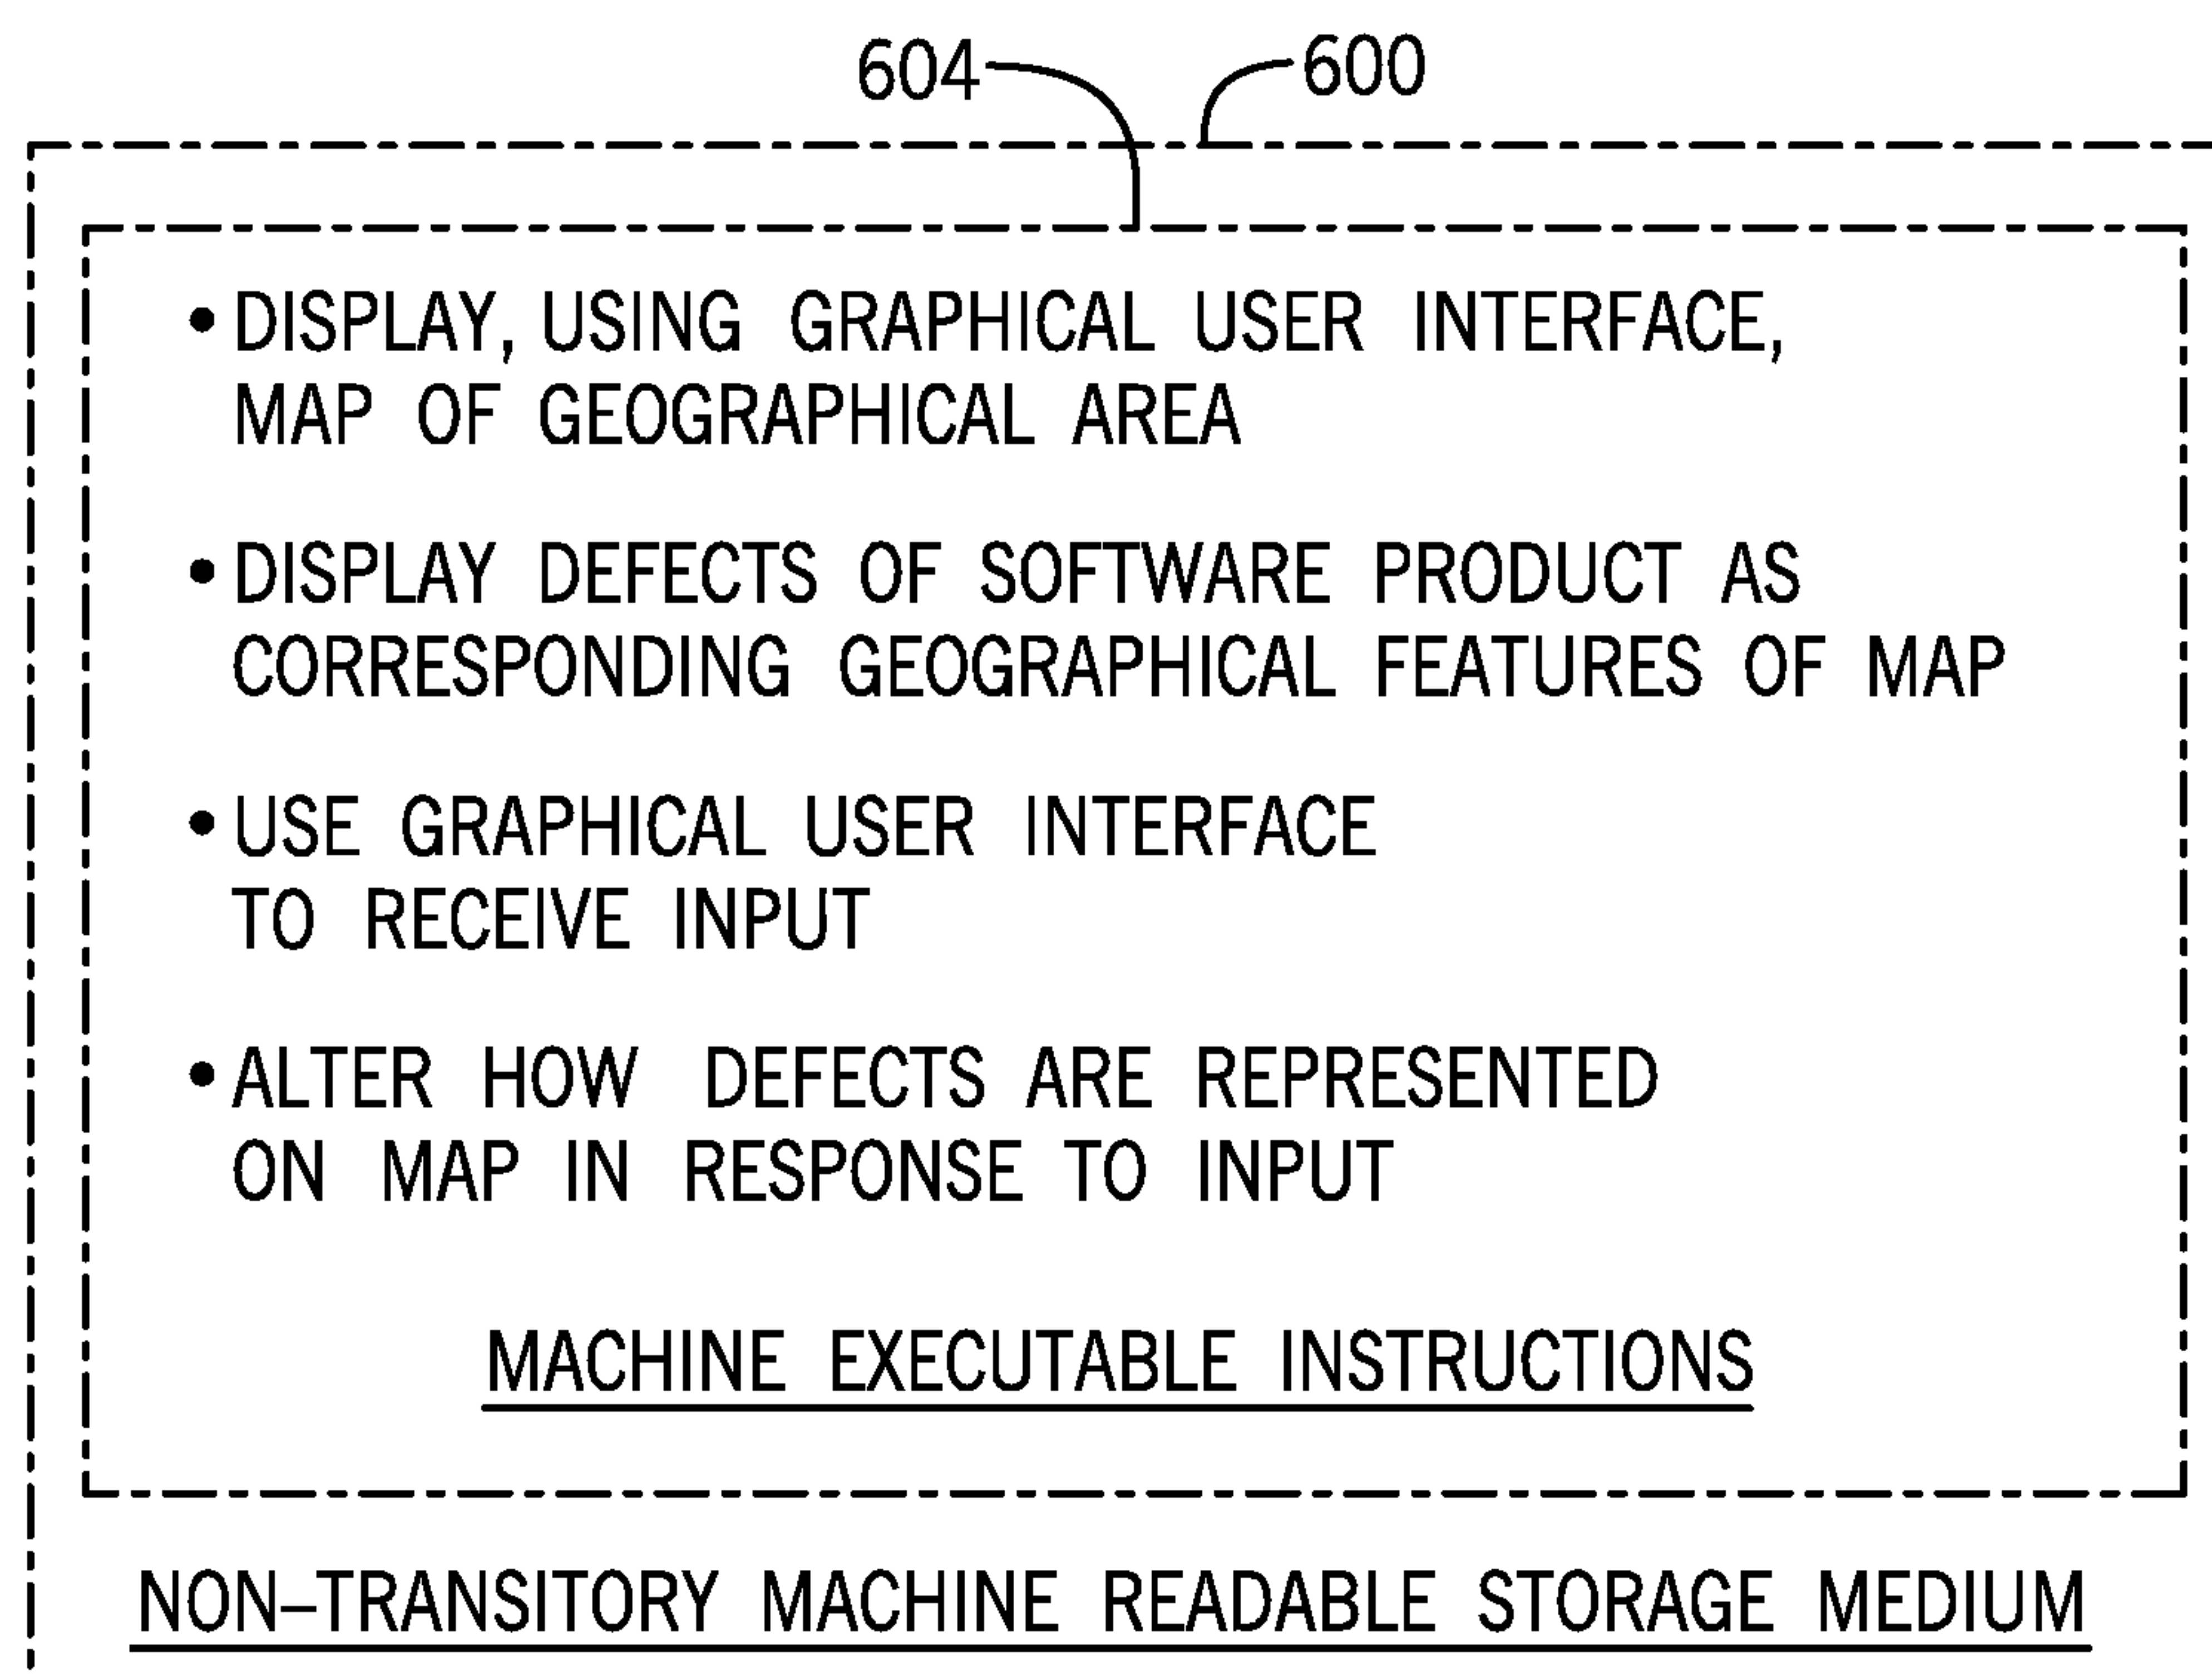 604 600
• DISPLAY, USING GRAPHICAL USER INTERFACE,
MAP OF GEOGRAPHICAL AREA
• DISPLAY DEFECTS OF SOFTWARE PRODUCT AS
CORRESPONDING GEOGRAPHICAL FEATURES OF MAP
• USE GRAPHICAL USER INTERFACE
TO RECEIVE INPUT
• ALTER HOW DEFECTS ARE REPRESENTED
ON MAP IN RESPONSE TO INPUT
MACHINE EXECUTABLE INSTRUCTIONS
NON–TRANSITORY MACHINE READABLE STORAGE MEDIUM